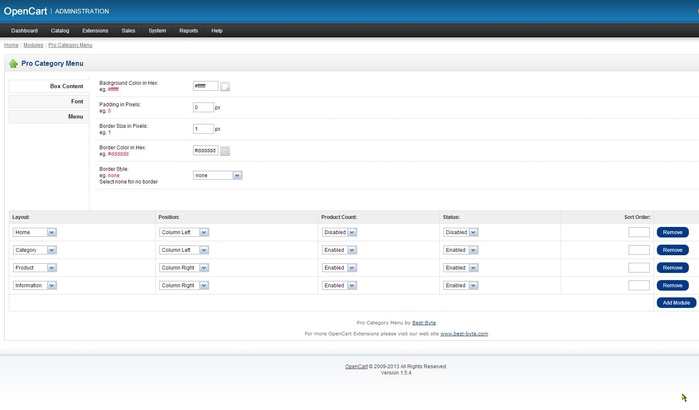 OpenCart | ADMINISTRATION
Dashboard Catalog Extensions Sales System Reports Help
Home :: Modules :: Pro Category Menu
Pro Category Menu
Box Content
Font
Menu
Background Color in Hex:
eg. #ffffff
#ffffff
Padding in Pixels:
eg. 0
0 px
Border Size in Pixels:
eg. 1
1 px
Border Color in Hex:
eg. #dddddd
#dddddd
Border Style:
eg. none
Select none for no border
none
Layout: Position: Product Count: Status: Sort Order:
Home Column Left Disabled Disabled Remove
Category Column Left Enabled Enabled Remove
Product Column Right Enabled Enabled Remove
Information Column Right Enabled Enabled Remove
Add Module
Pro Category Menu by Best-Byte
For more OpenCart Extensions please visit our web site www.best-byte.com
OpenCart © 2009-2013 All Rights Reserved.
Version 1.5.4